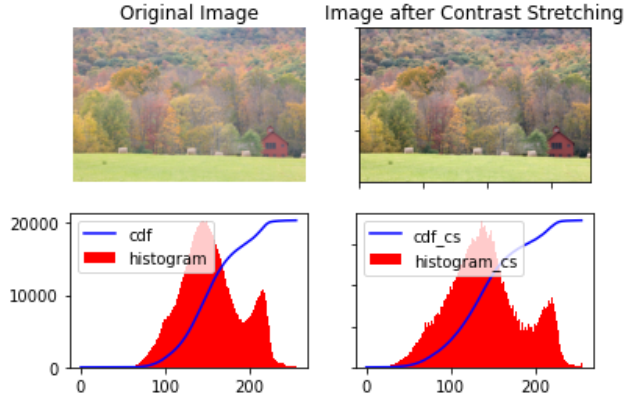 Original Image
Image after Contrast Stretching
20000
10000
0
cdf
histogram
0
100
200
cdf_cs
histogram_cs
0
100
200